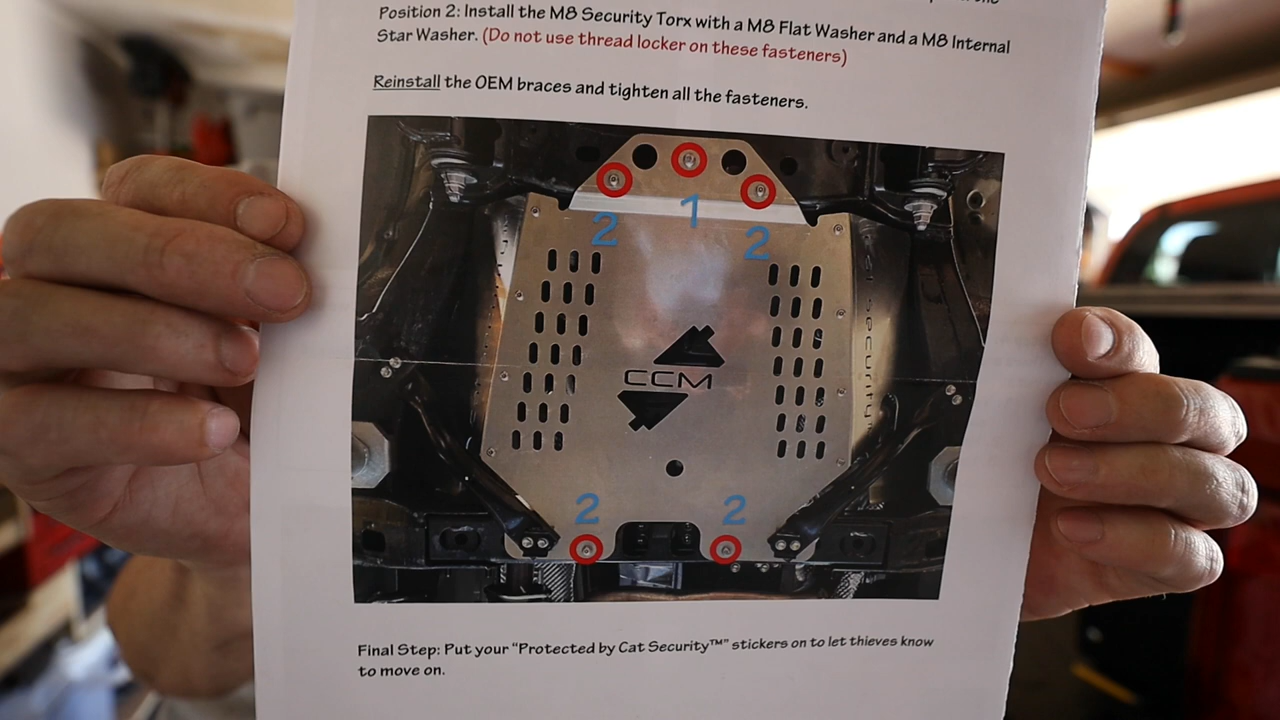 Position 2: Install the M8 Security Torx with a M8 Flat Washer and a M8 Internal
Star Washer. (Do not use thread locker on these fasteners)
Reinstall the OEM braces and tighten all the fasteners.
1
2
2
security™
CCM
2
2
Final Step: Put your “Protected by Cat Security™” stickers on to let thieves know
to move on.